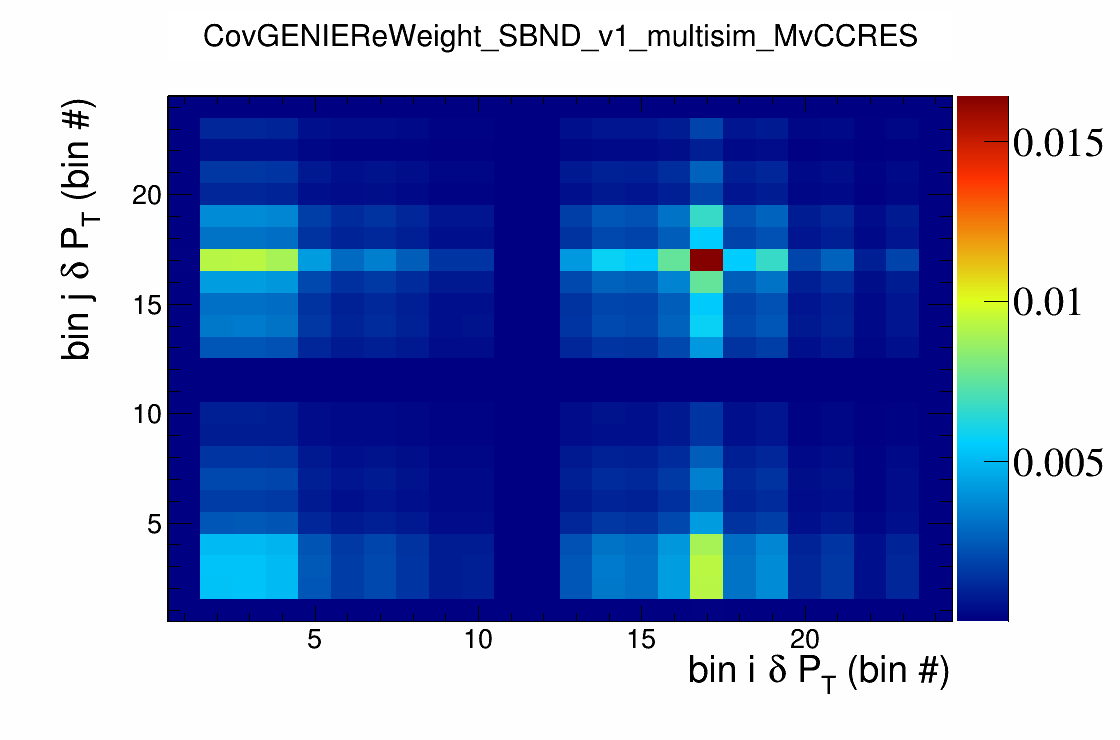 CovGENIEReWeight_SBND_v1_multisim_MvCCRES
bin j δ P_T (bin #)
20
15
10
5
5 10 15 20
bin i δ P_T (bin #)
0.015
0.01
0.005